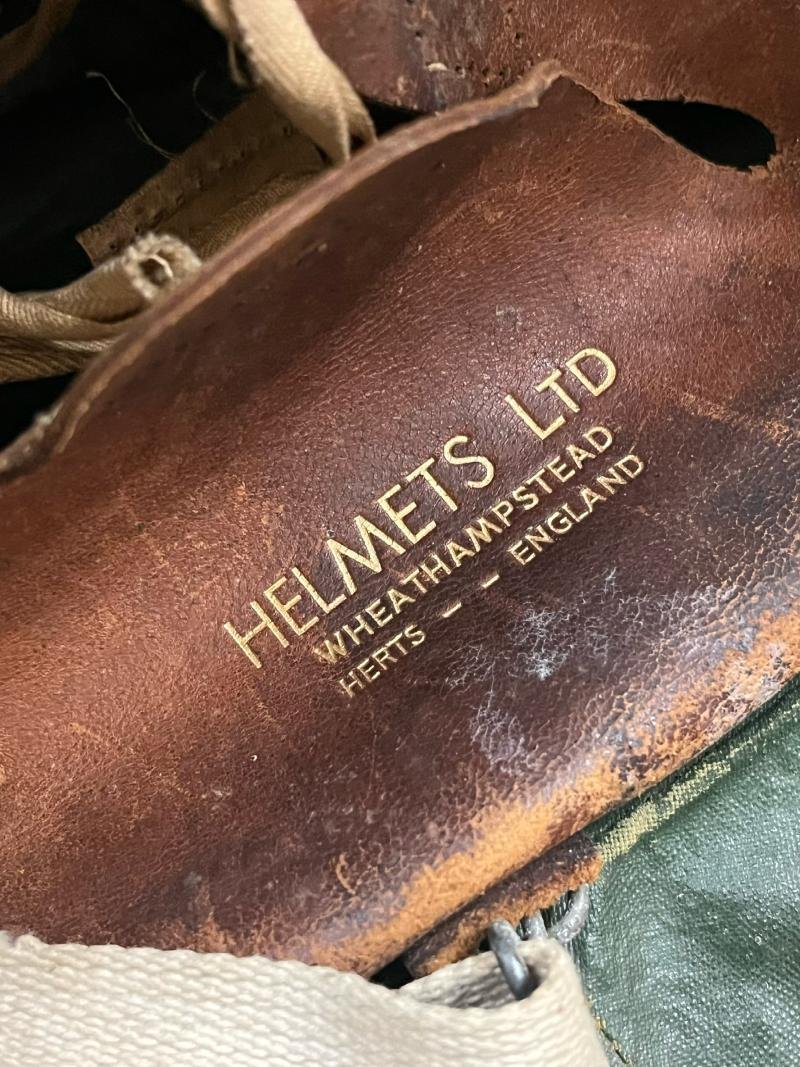 HELMETS LTD
WHEATHAMPSTEAD
HERTS - - ENGLAND